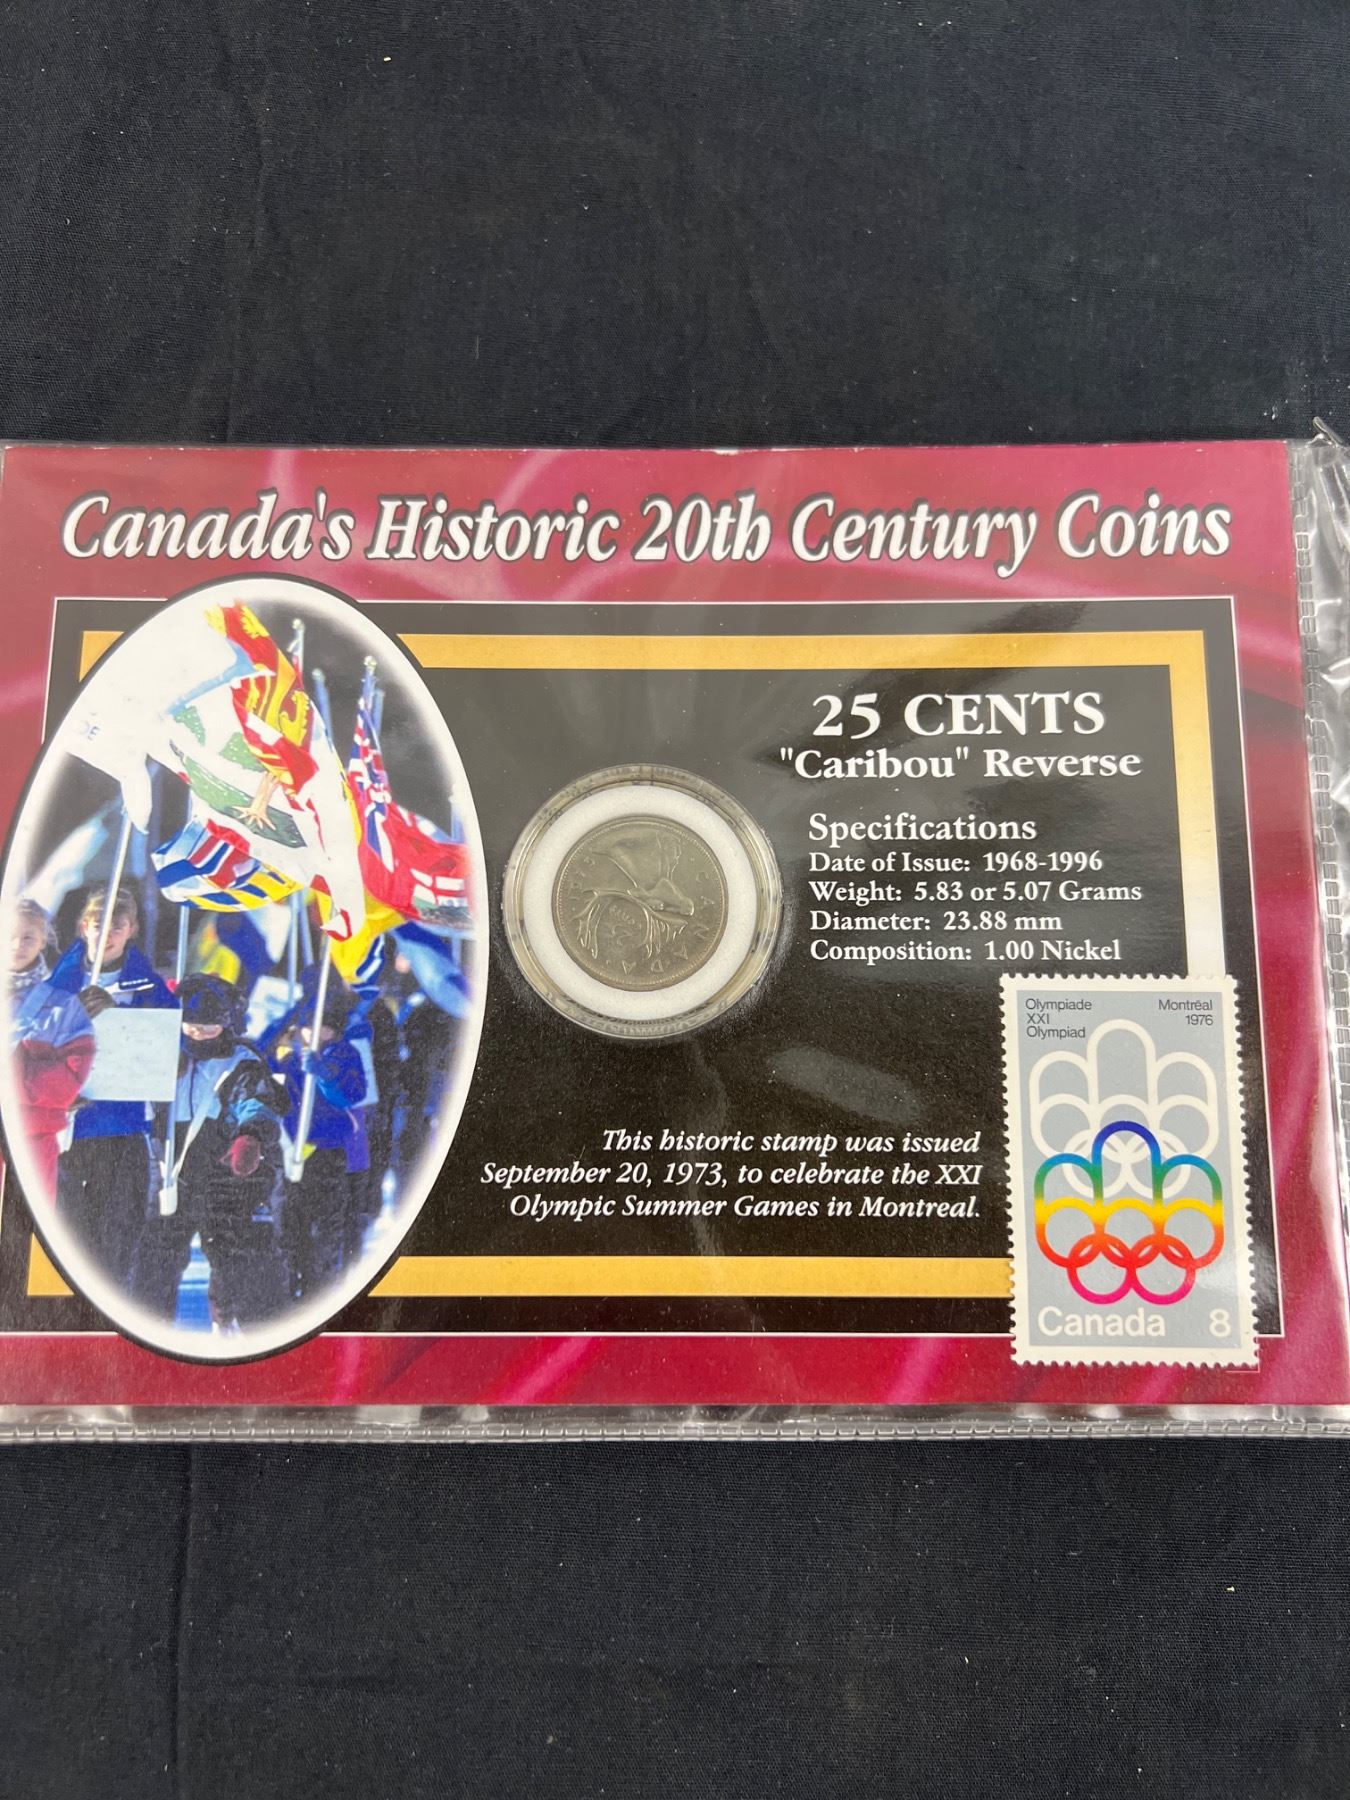 Canada's Historic 20th Century Coins
25 CENTS
"Caribou" Reverse
Specifications
Date of Issue: 1968-1996
Weight: 5.83 or 5.07 Grams
Diameter: 23.88 mm
Composition: 1.00 Nickel
CANADA
This historic stamp was issued
September 20, 1973, to celebrate the XXI
Olympic Summer Games in Montreal.
Olympiade
XXI
Olympiad
Montréal
1976
Canada 8